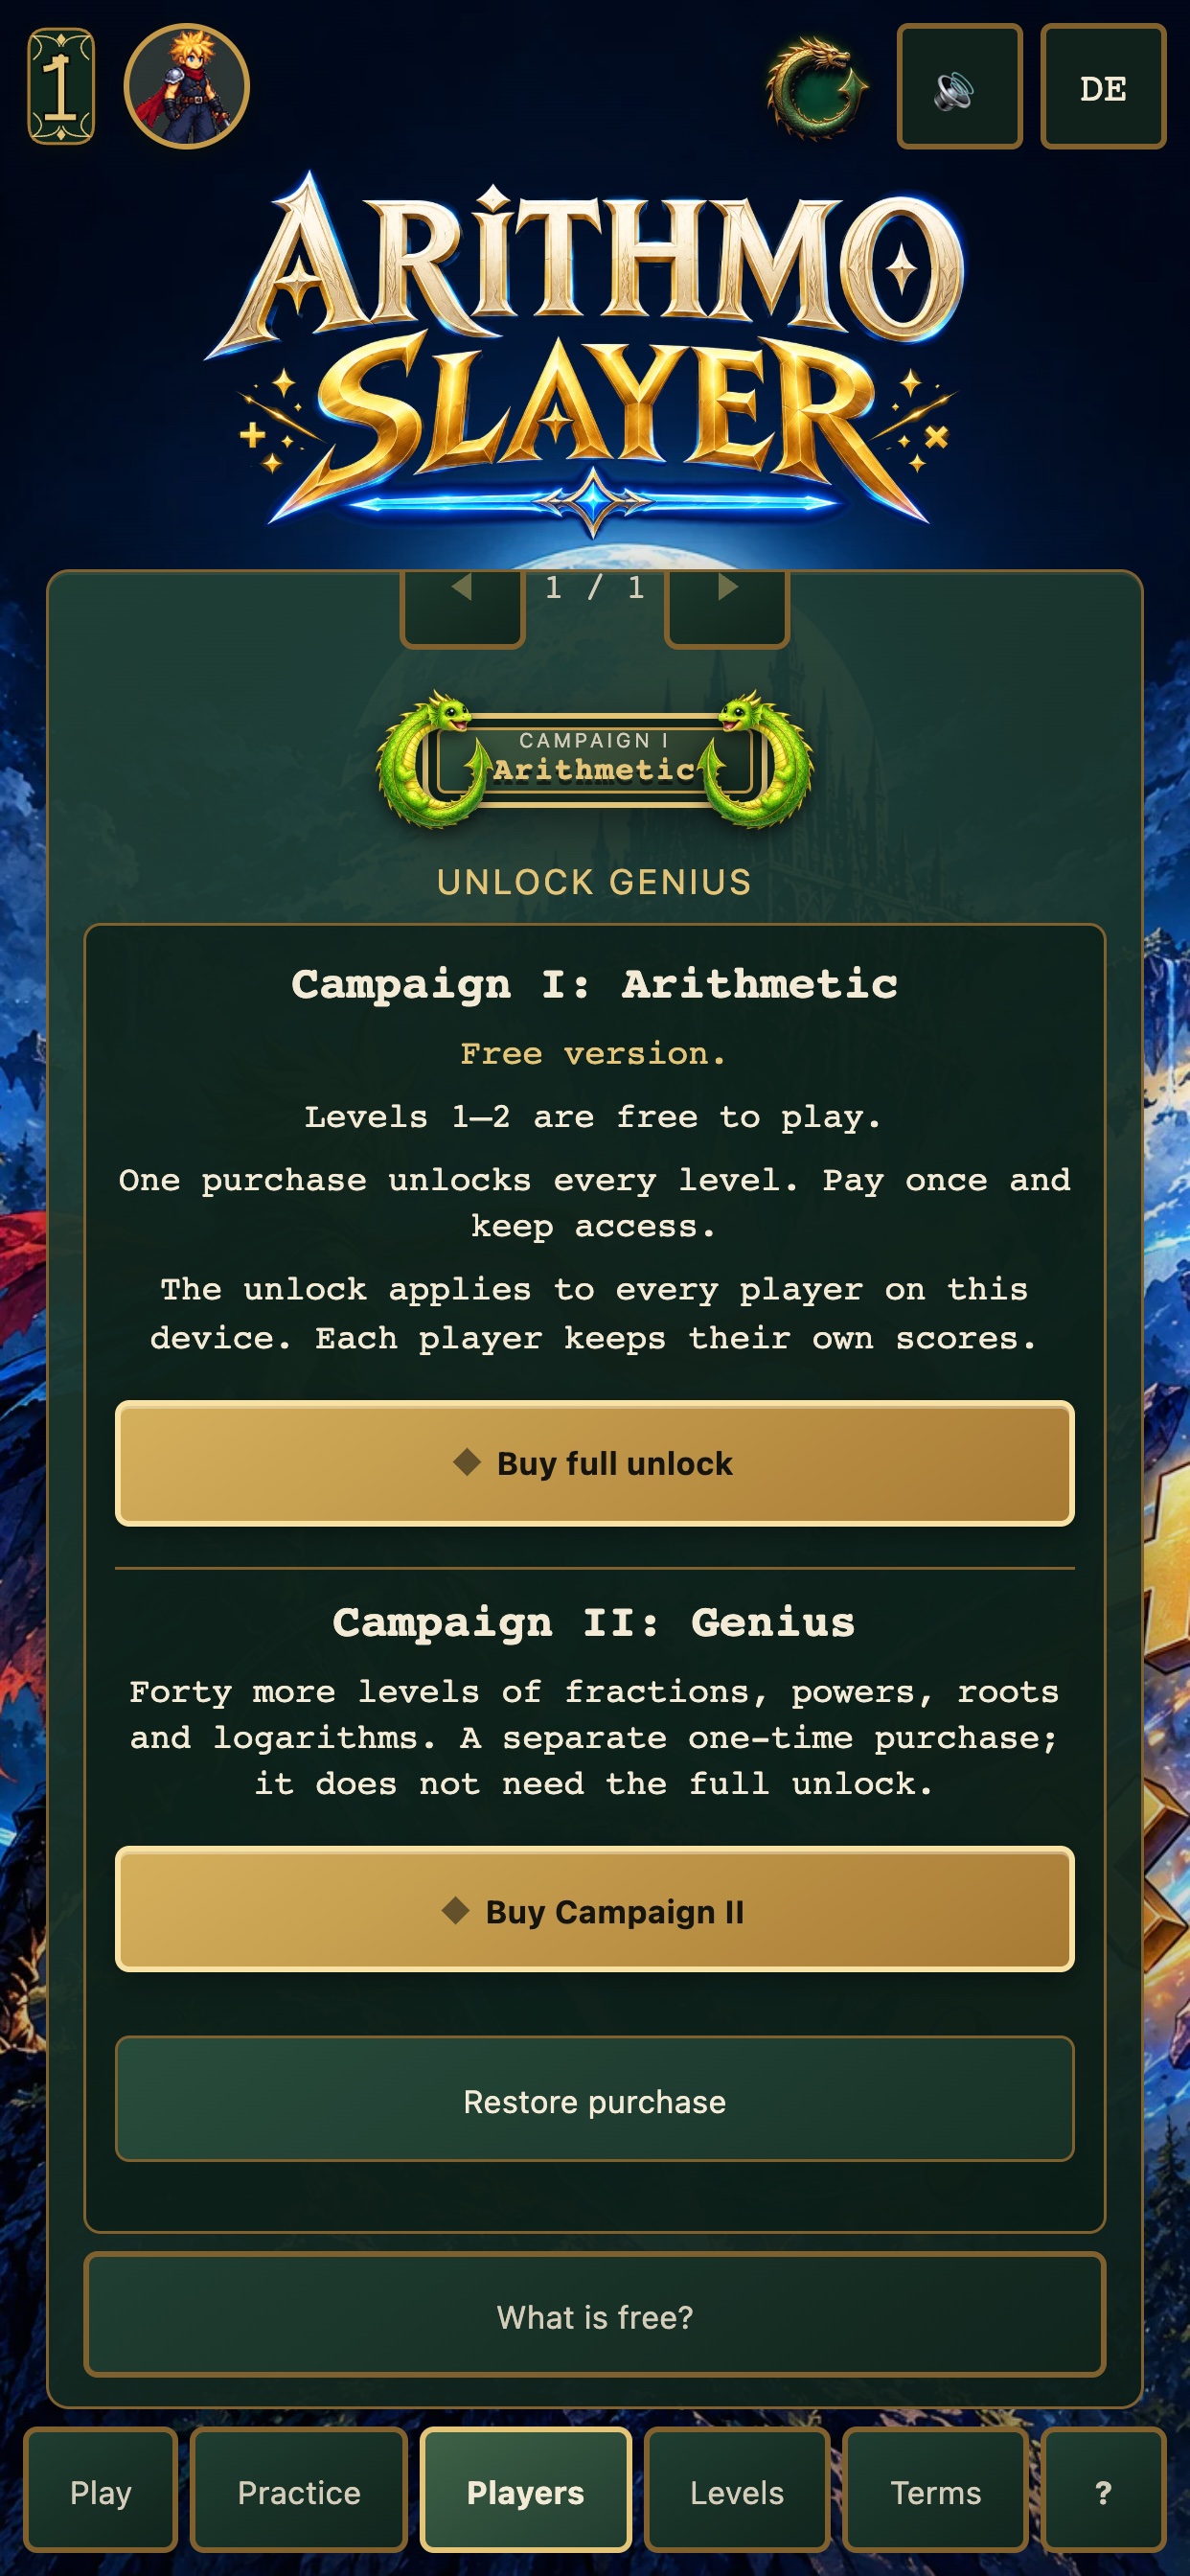 1
DE
ARiTHMO
SLAYER
1 / 1
CAMPAIGN I
Arithmetic
UNLOCK GENIUS
Campaign I: Arithmetic
Free version.
Levels 1–2 are free to play.
One purchase unlocks every level. Pay once and
keep access.
The unlock applies to every player on this
device. Each player keeps their own scores.
Buy full unlock
Campaign II: Genius
Forty more levels of fractions, powers, roots
and logarithms. A separate one-time purchase;
it does not need the full unlock.
Buy Campaign II
Restore purchase
What is free?
Play Practice Players Levels Terms ?